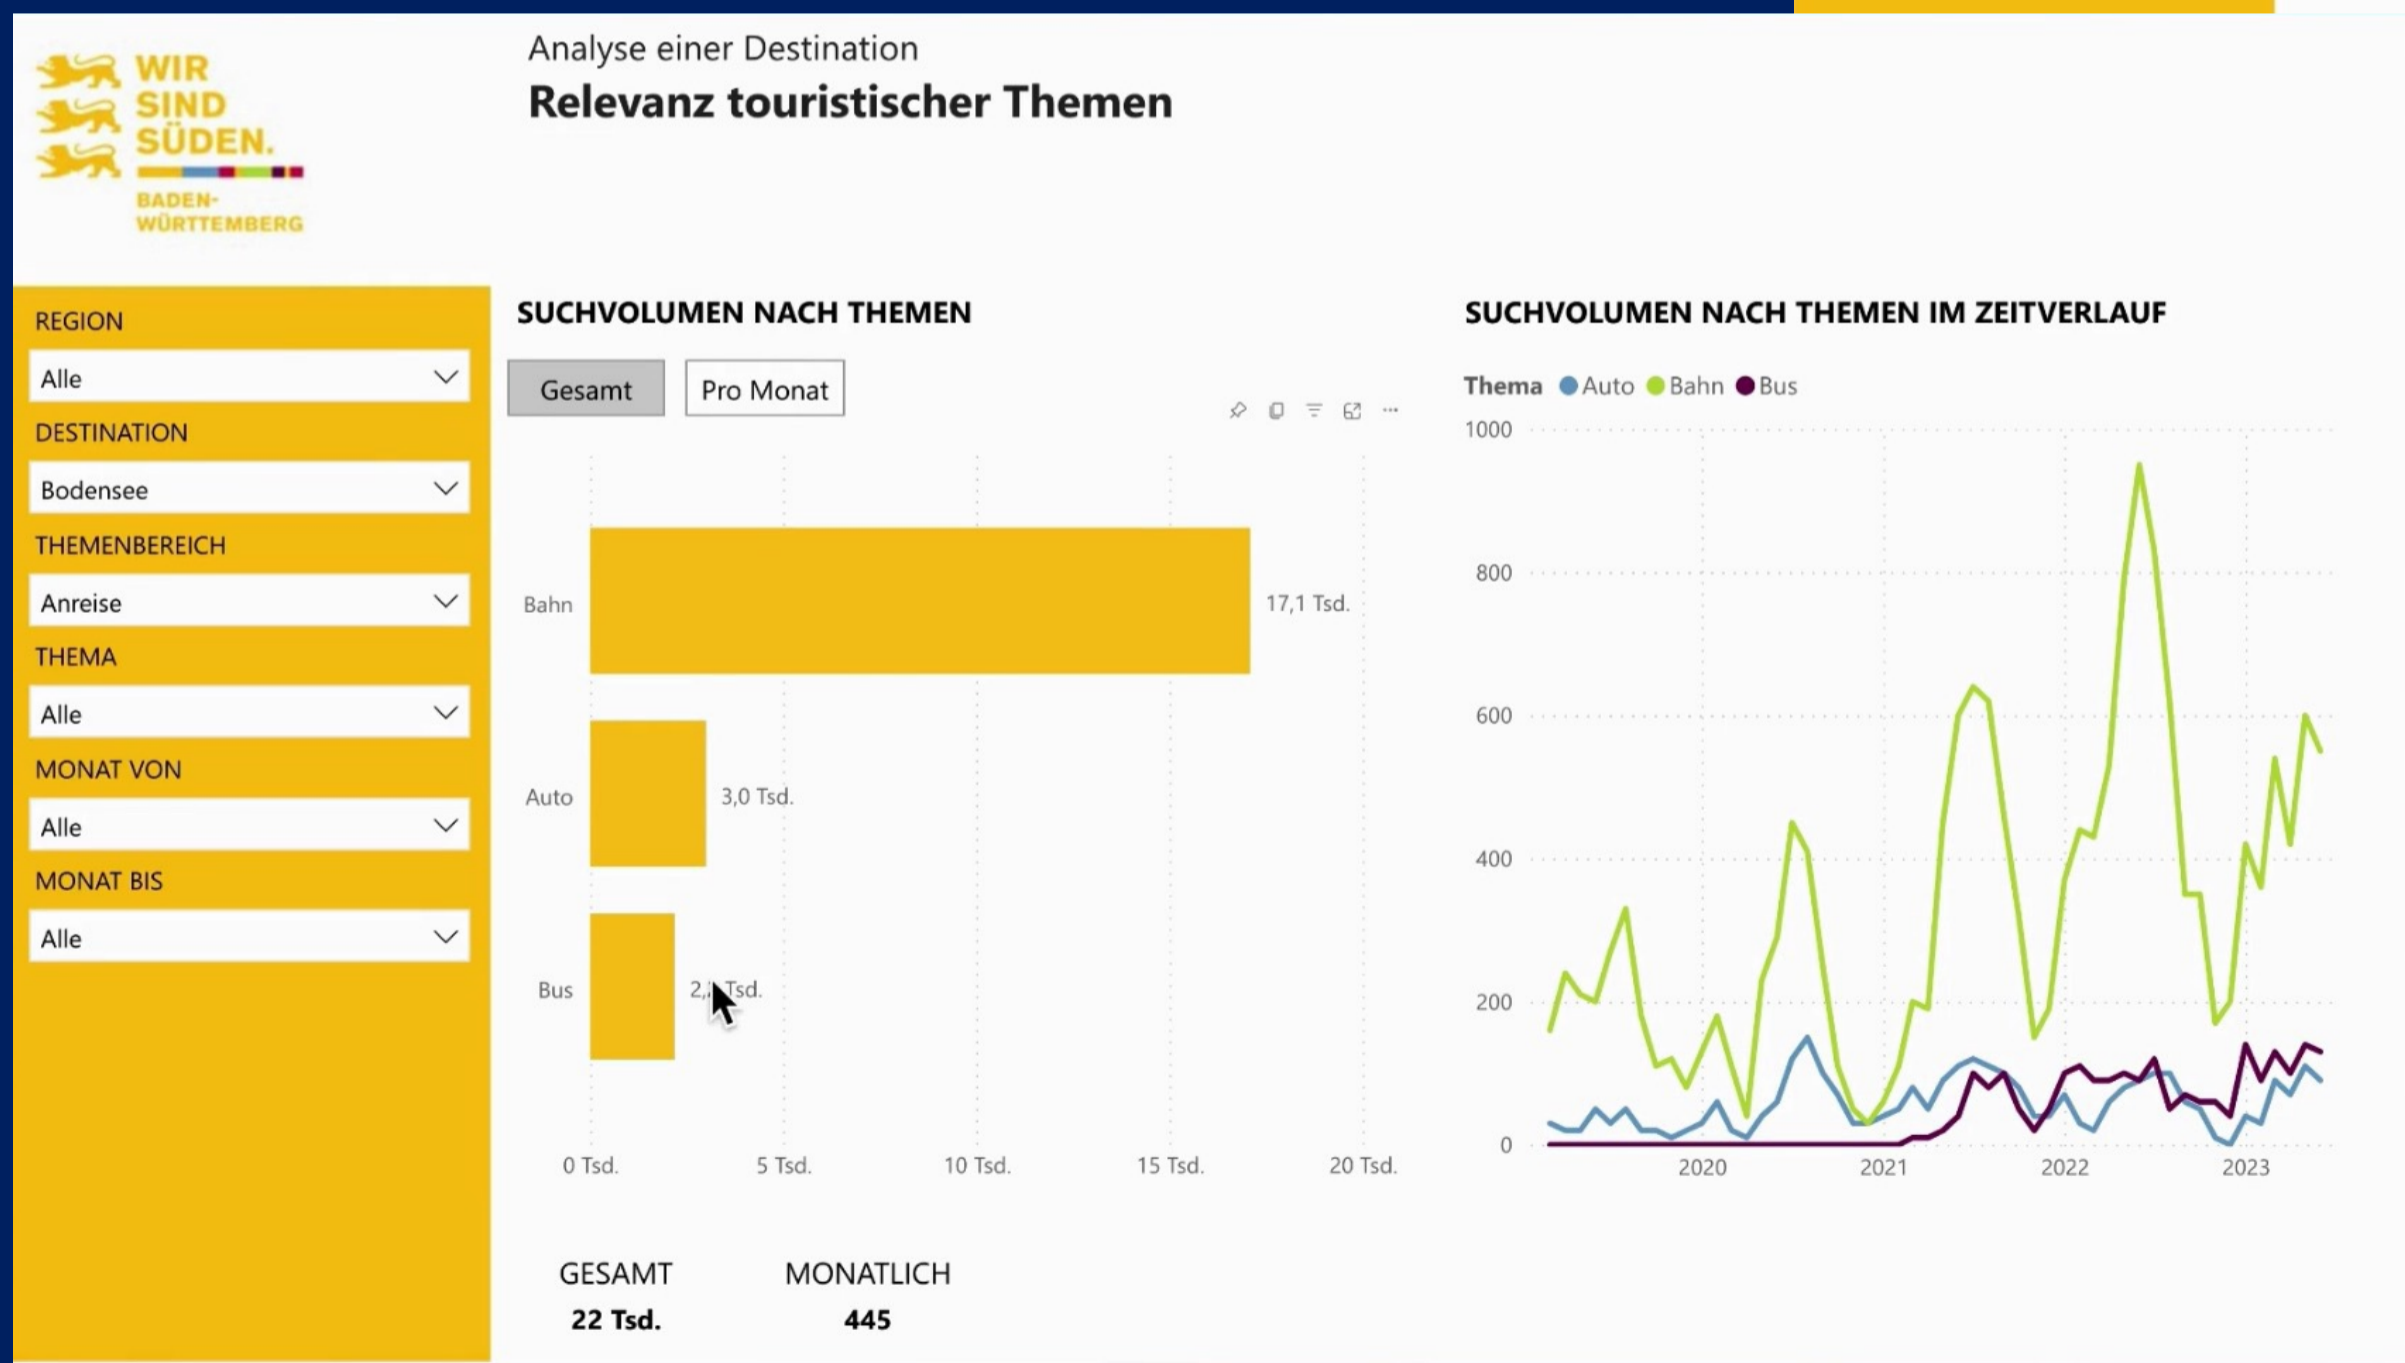 WIR
SIND
SÜDEN.
BADEN-
WÜRTTEMBERG
Analyse einer Destination
Relevanz touristischer Themen
REGION
Alle
DESTINATION
Bodensee
THEMENBEREICH
Anreise
THEMA
Alle
MONAT VON
Alle
MONAT BIS
Alle
SUCHVOLUMEN NACH THEMEN
Gesamt Pro Monat
Bahn 17,1 Tsd.
Auto 3,0 Tsd.
Bus Tsd.
0 Tsd. 5 Tsd. 10 Tsd. 15 Tsd. 20 Tsd.
GESAMT MONATLICH
22 Tsd. 445
SUCHVOLUMEN NACH THEMEN IM ZEITVERLAUF
Thema Auto Bahn Bus
1000
800
600
400
200
0
2020 2021 2022 2023